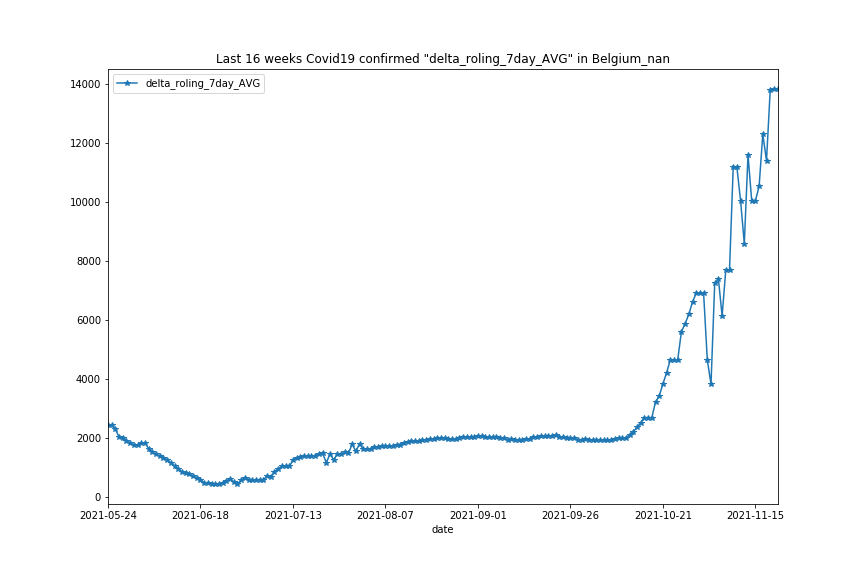 Last 16 weeks Covid19 confirmed "delta_roling_7day_AVG" in Belgium_nan
delta_roling_7day_AVG
14000
12000
10000
8000
6000
4000
2000
0
2021-05-24 2021-06-18 2021-07-13 2021-08-07 2021-09-01 2021-09-26 2021-10-21 2021-11-15
date